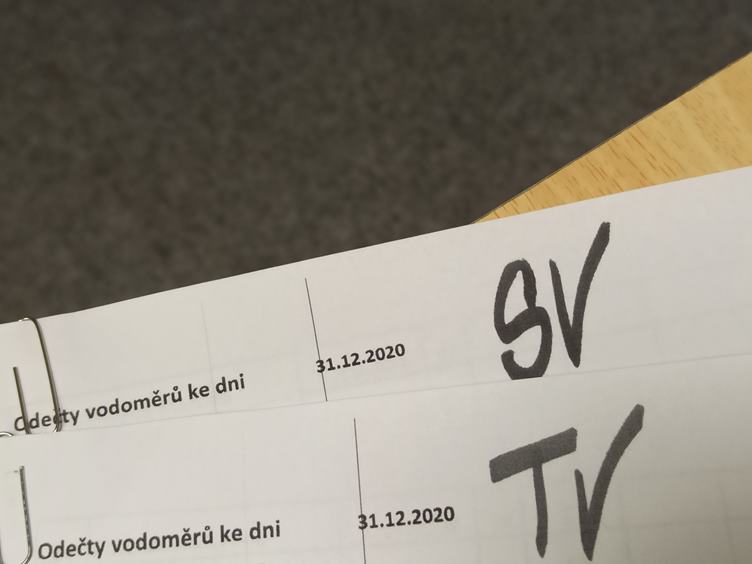 SV
Odečty vodoměrů ke dni 31.12.2020
TV
Odečty vodoměrů ke dni 31.12.2020